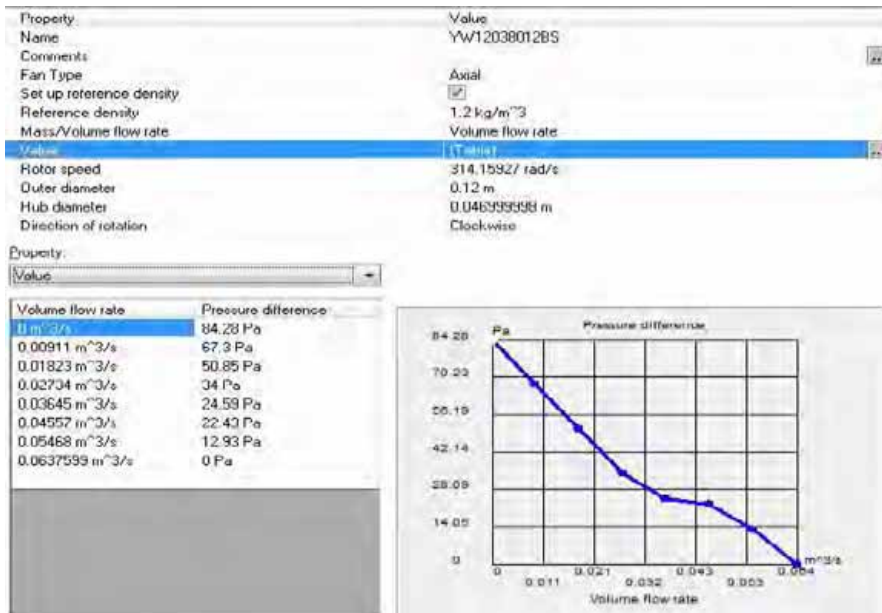 Property Value
Name YW12038012BS
Comments
Fan Type Axial
Set up reference density
Reference density 1.2 kg/m^3
Mass/Volume flow rate Volume flow rate
Value (Table)
Rotor speed 314.15927 rad/s
Outer diameter 0.12 m
Hub diameter 0.046999998 m
Direction of rotation Clockwise
Property:
Value
Volume flow rate Pressure difference
0 m^3/s 84.28 Pa
0.00911 m^3/s 67.3 Pa
0.01823 m^3/s 50.85 Pa
0.02734 m^3/s 34 Pa
0.03645 m^3/s 24.59 Pa
0.04557 m^3/s 22.43 Pa
0.05468 m^3/s 12.93 Pa
0.0637599 m^3/s 0 Pa
Pa Pressure difference
84.28
70.23
56.19
42.14
28.09
14.05
0
m^3/s
0 0.021 0.043 0.064
0.011 0.032 0.053
Volume flow rate